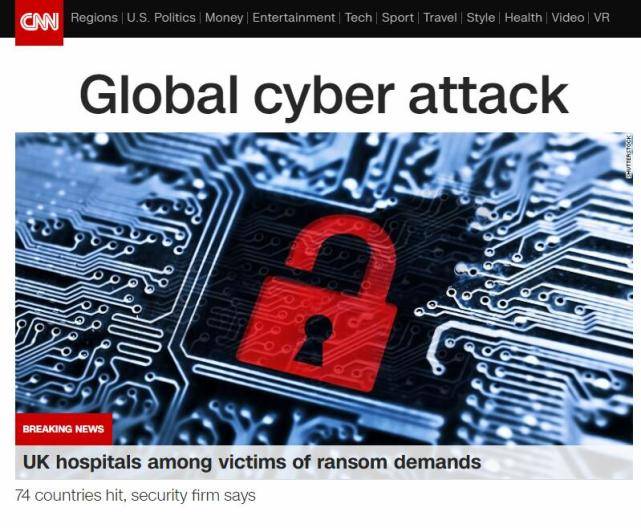 CNN Regions | U.S. Politics | Money | Entertainment | Tech | Sport | Travel | Style | Health | Video | VR
Global cyber attack
SHUTTERSTOCK
BREAKING NEWS
UK hospitals among victims of ransom demands
74 countries hit, security firm says